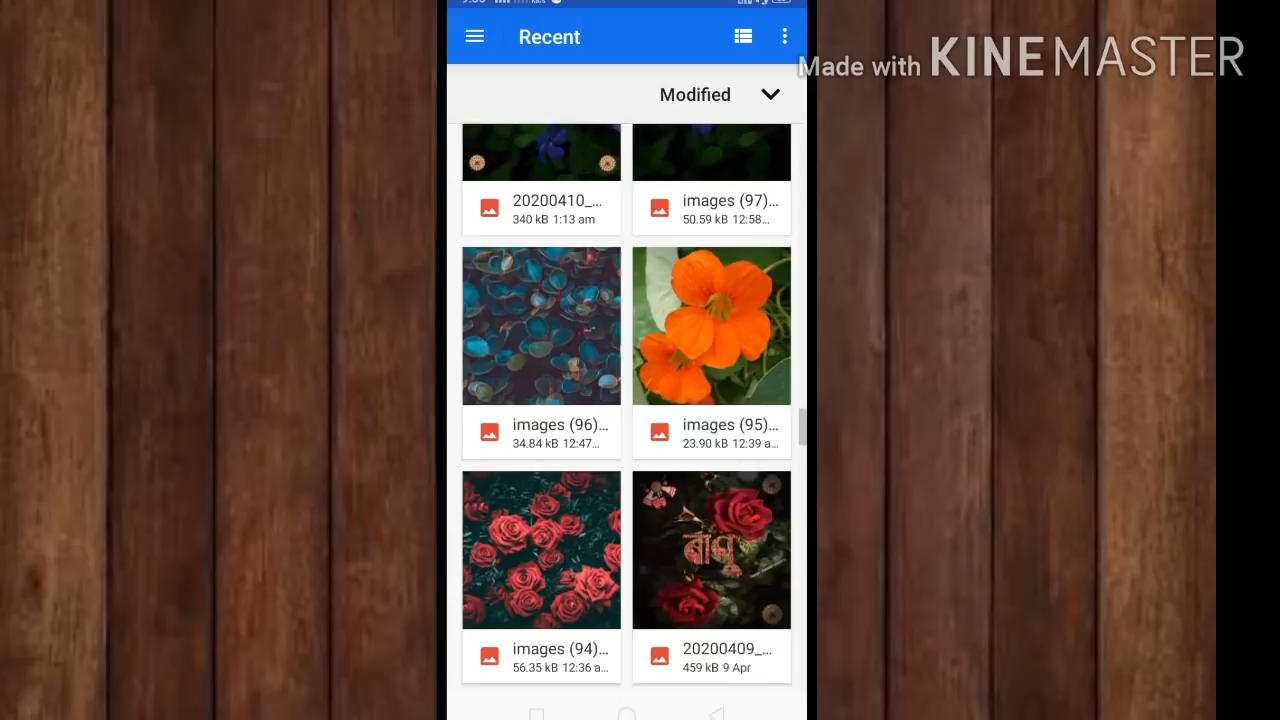 Recent
Made with KINEMASTER
Modified
20200410_...
340 kB 1:13 am
images (97)...
50.59 kB 12:58...
images (96)...
34.84 kB 12:47...
images (95)...
23.90 kB 12:39 a...
images (94)...
56.35 kB 12:36 a...
20200409_...
459 kB 9 Apr